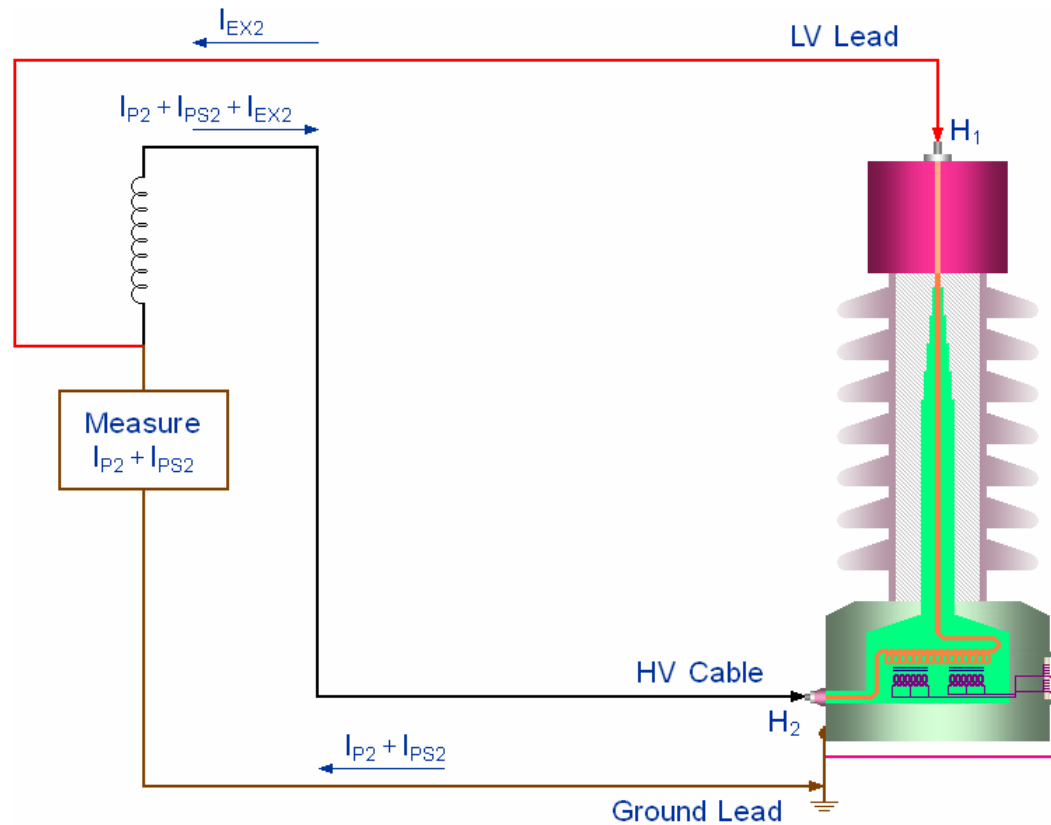 I_EX2
LV Lead
I_P2 + I_PS2 + I_EX2
H_1
Measure
I_P2 + I_PS2
HV Cable
H_2
I_P2 + I_PS2
Ground Lead